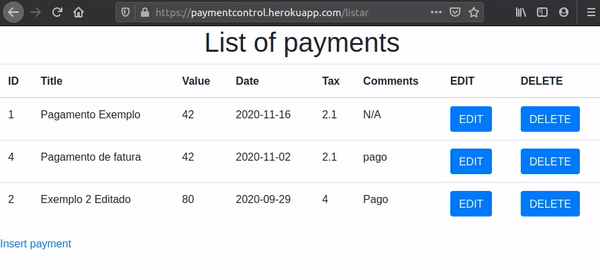 https://paymentcontrol.herokuapp.com/listar
List of payments
ID Title Value Date Tax Comments EDIT DELETE
1 Pagamento Exemplo 42 2020-11-16 2.1 N/A EDIT DELETE
4 Pagamento de fatura 42 2020-11-02 2.1 pago EDIT DELETE
2 Exemplo 2 Editado 80 2020-09-29 4 Pago EDIT DELETE
Insert payment